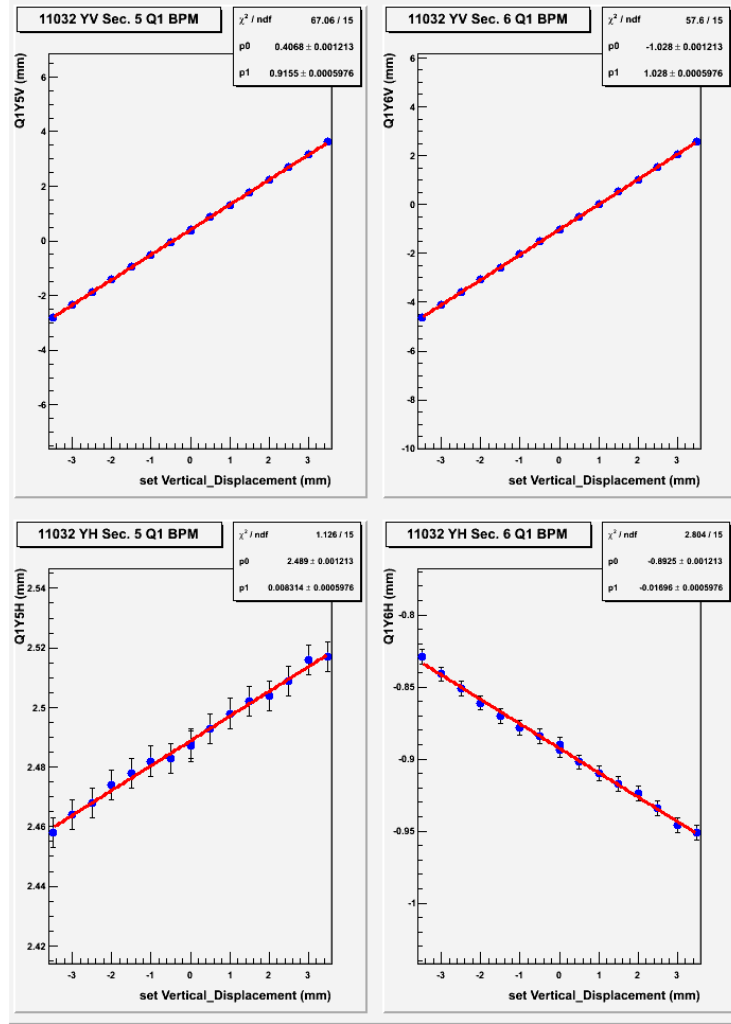 11032 YV Sec. 5 Q1 BPM
χ² / ndf 67.06 / 15
p0 0.4068 ± 0.001213
p1 0.9155 ± 0.0005976
Q1Y5V (mm)
6
4
2
0
-2
-4
-6
-3 -2 -1 0 1 2 3
set Vertical_Displacement (mm)
11032 YV Sec. 6 Q1 BPM
χ² / ndf 57.6 / 15
p0 -1.028 ± 0.001213
p1 1.028 ± 0.0005976
Q1Y6V (mm)
6
4
2
0
-2
-4
-6
-8
-10
-3 -2 -1 0 1 2 3
set Vertical_Displacement (mm)
11032 YH Sec. 5 Q1 BPM
χ² / ndf 1.126 / 15
p0 2.489 ± 0.001213
p1 0.008314 ± 0.0005976
Q1Y5H (mm)
2.54
2.52
2.5
2.48
2.46
2.44
2.42
-3 -2 -1 0 1 2 3
set Vertical_Displacement (mm)
11032 YH Sec. 6 Q1 BPM
χ² / ndf 2.804 / 15
p0 -0.8925 ± 0.001213
p1 -0.01696 ± 0.0005976
Q1Y6H (mm)
-0.8
-0.85
-0.9
-0.95
-1
-3 -2 -1 0 1 2 3
set Vertical_Displacement (mm)